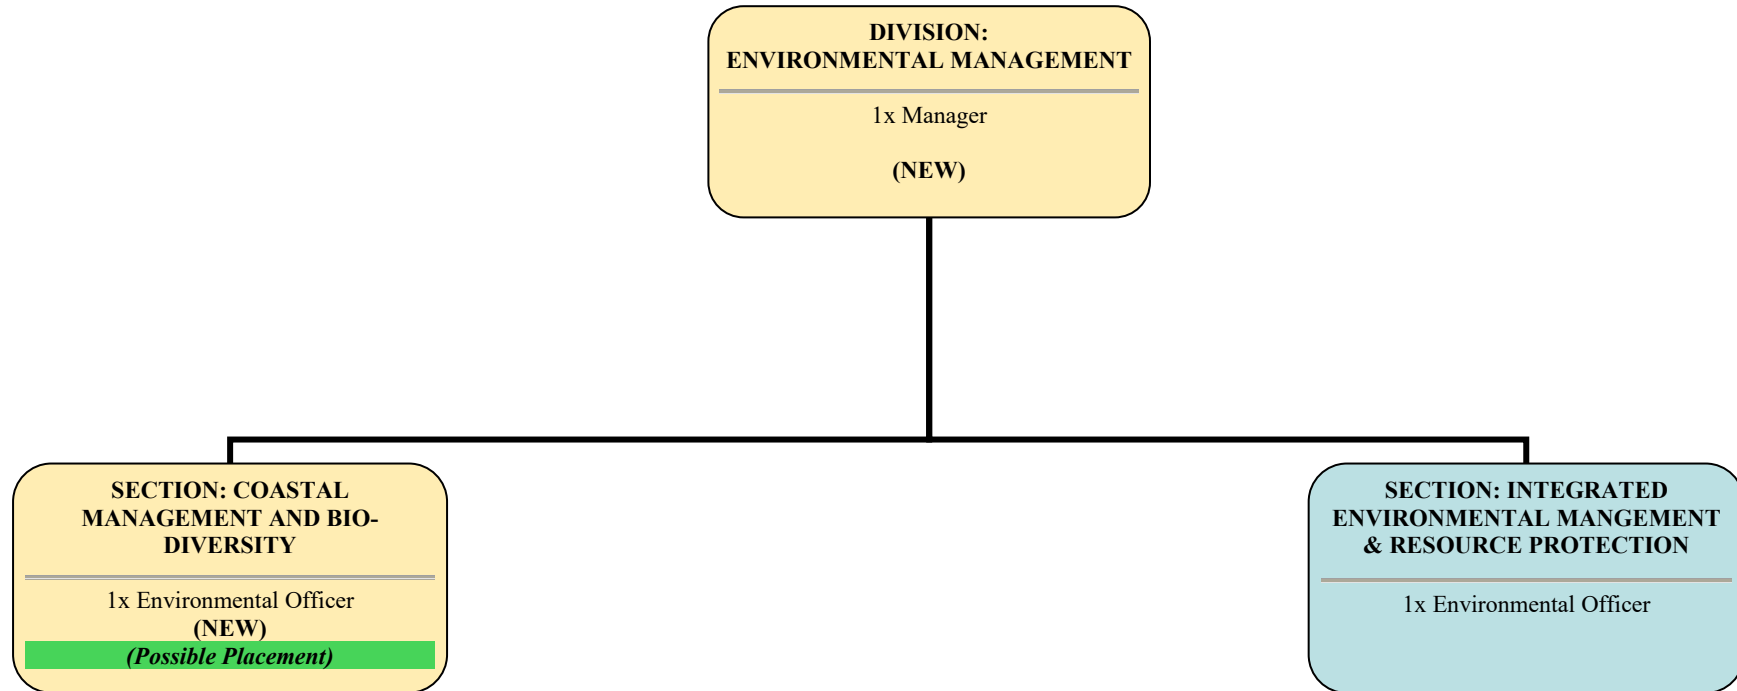 DIVISION:
ENVIRONMENTAL MANAGEMENT
1x Manager
(NEW)
SECTION: COASTAL
MANAGEMENT AND BIO-
DIVERSITY
1x Environmental Officer
(NEW)
(Possible Placement)
SECTION: INTEGRATED
ENVIRONMENTAL MANGEMENT
& RESOURCE PROTECTION
1x Environmental Officer